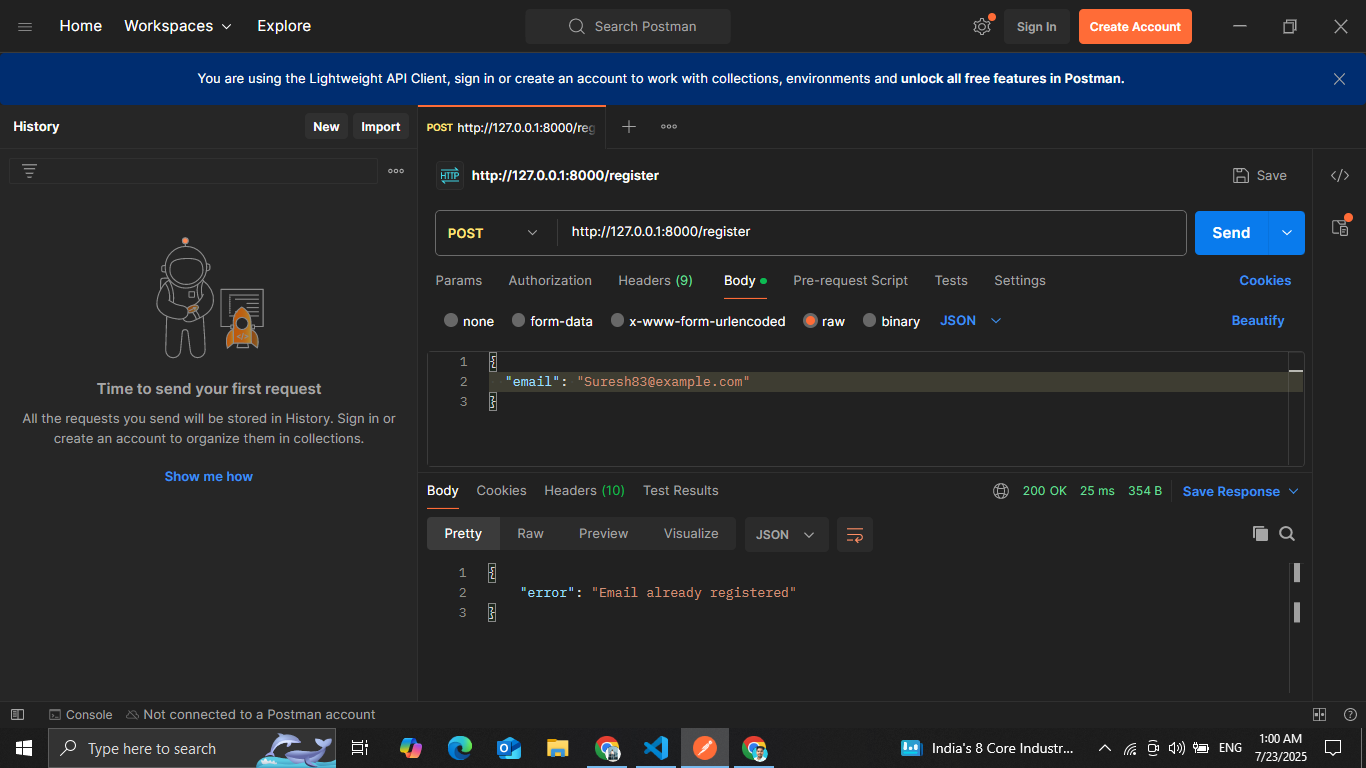 Home Workspaces Explore Search Postman Sign In Create Account
You are using the Lightweight API Client, sign in or create an account to work with collections, environments and unlock all free features in Postman.
History New Import
POST http://127.0.0.1:8000/reg
HTTP http://127.0.0.1:8000/register Save
POST http://127.0.0.1:8000/register Send
Params Authorization Headers (9) Body Pre-request Script Tests Settings Cookies
none form-data x-www-form-urlencoded raw binary JSON Beautify
1 {
2 "email": "Suresh83@example.com"
3 }
Time to send your first request
All the requests you send will be stored in History. Sign in or
create an account to organize them in collections.
Show me how
Body Cookies Headers (10) Test Results 200 OK 25 ms 354 B Save Response
Pretty Raw Preview Visualize JSON
1 {
2 "error": "Email already registered"
3 }
Console Not connected to a Postman account
Type here to search India's 8 Core Industr... ENG 1:00 AM
7/23/2025